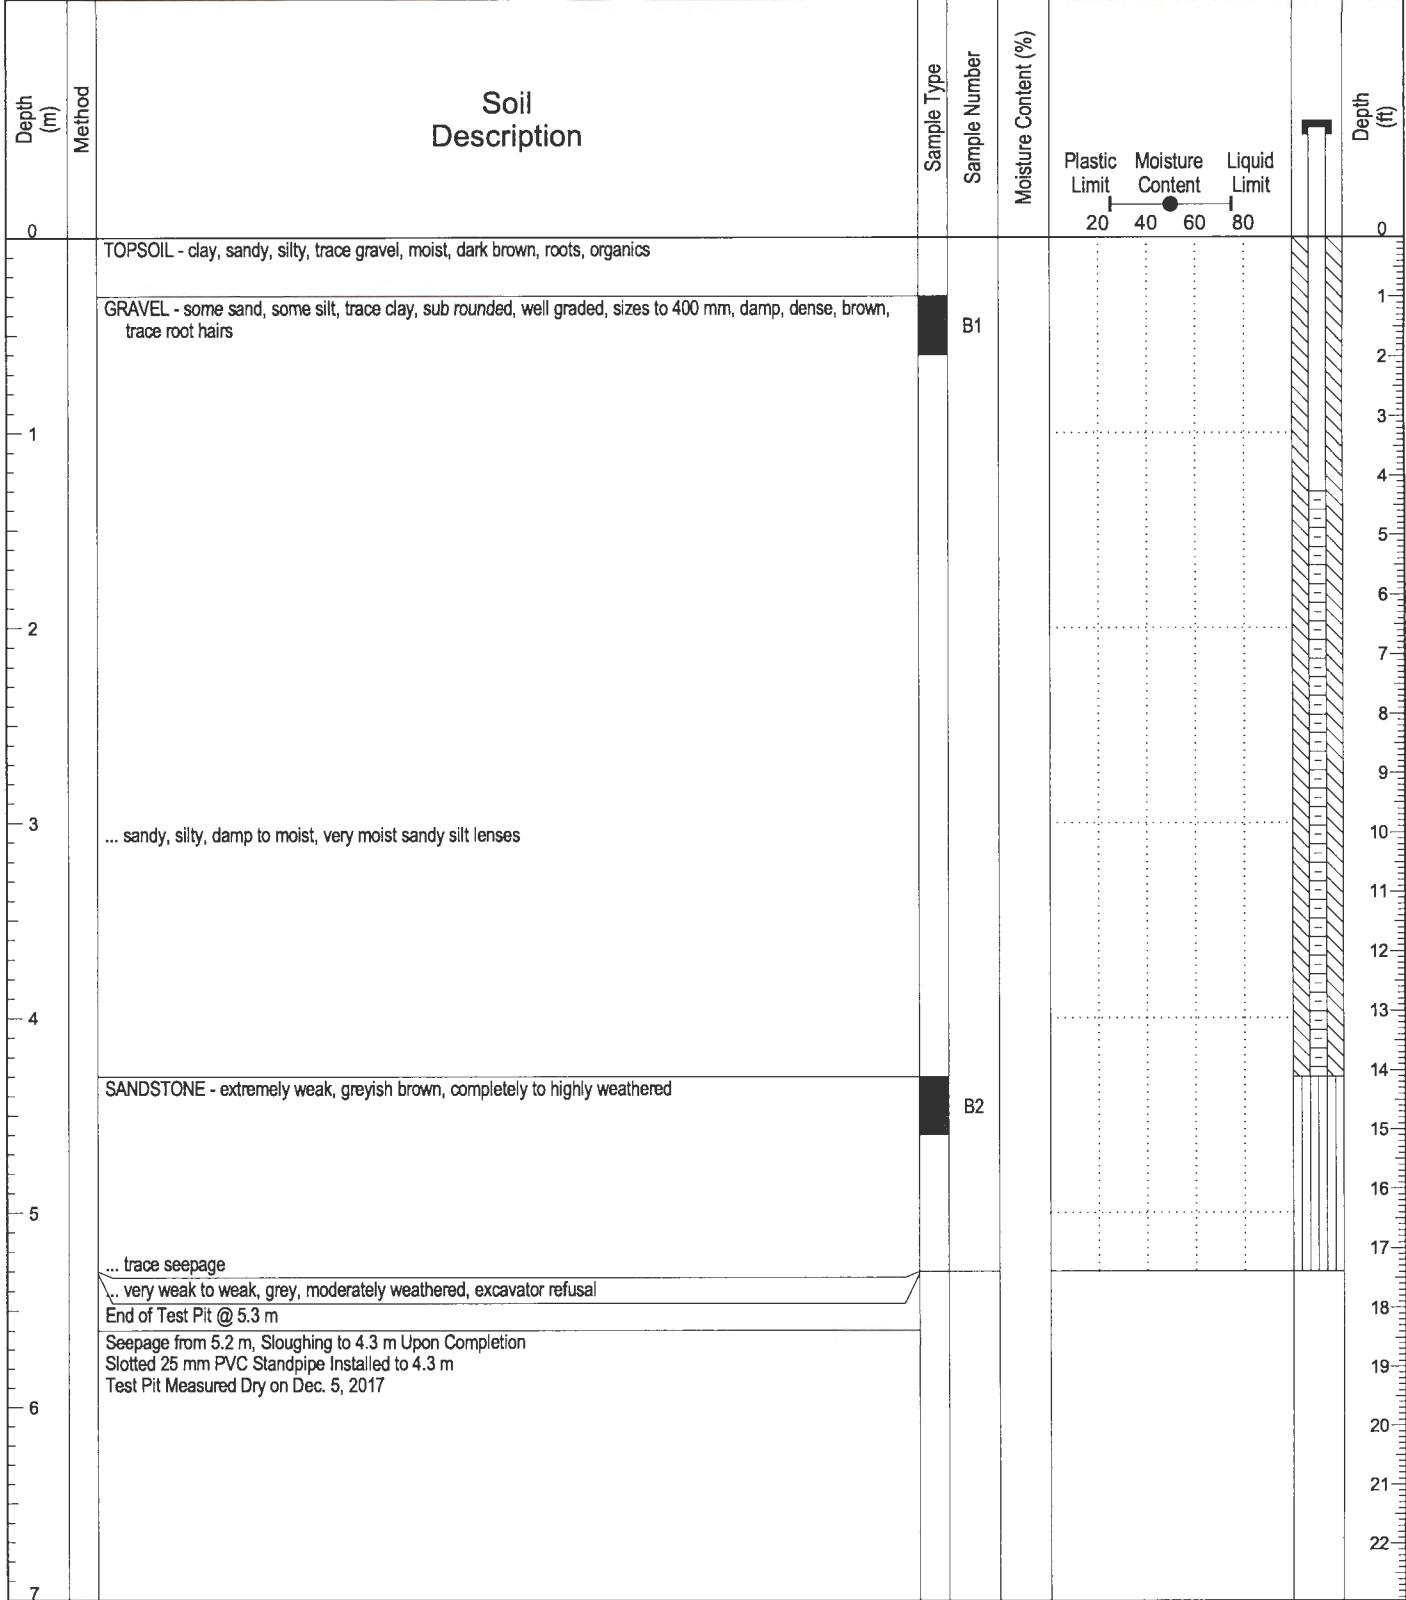 Depth
(m)
Method
Soil
Description
Sample Type
Sample Number
Moisture Content (%)
Plastic
Limit
Moisture
Content
Liquid
Limit
20 40 60 80
Depth
(ft)
0
0
TOPSOIL - clay, sandy, silty, trace gravel, moist, dark brown, roots, organics
1
GRAVEL - some sand, some silt, trace clay, sub rounded, well graded, sizes to 400 mm, damp, dense, brown,
trace root hairs
B1
2
3
1
4
5
6
2
7
8
9
3
... sandy, silty, damp to moist, very moist sandy silt lenses
10
11
12
4
13
14
SANDSTONE - extremely weak, greyish brown, completely to highly weathered
B2
15
16
5
17
... trace seepage
... very weak to weak, grey, moderately weathered, excavator refusal
18
End of Test Pit @ 5.3 m
Seepage from 5.2 m, Sloughing to 4.3 m Upon Completion
Slotted 25 mm PVC Standpipe Installed to 4.3 m
19
Test Pit Measured Dry on Dec. 5, 2017
6
20
21
22
7